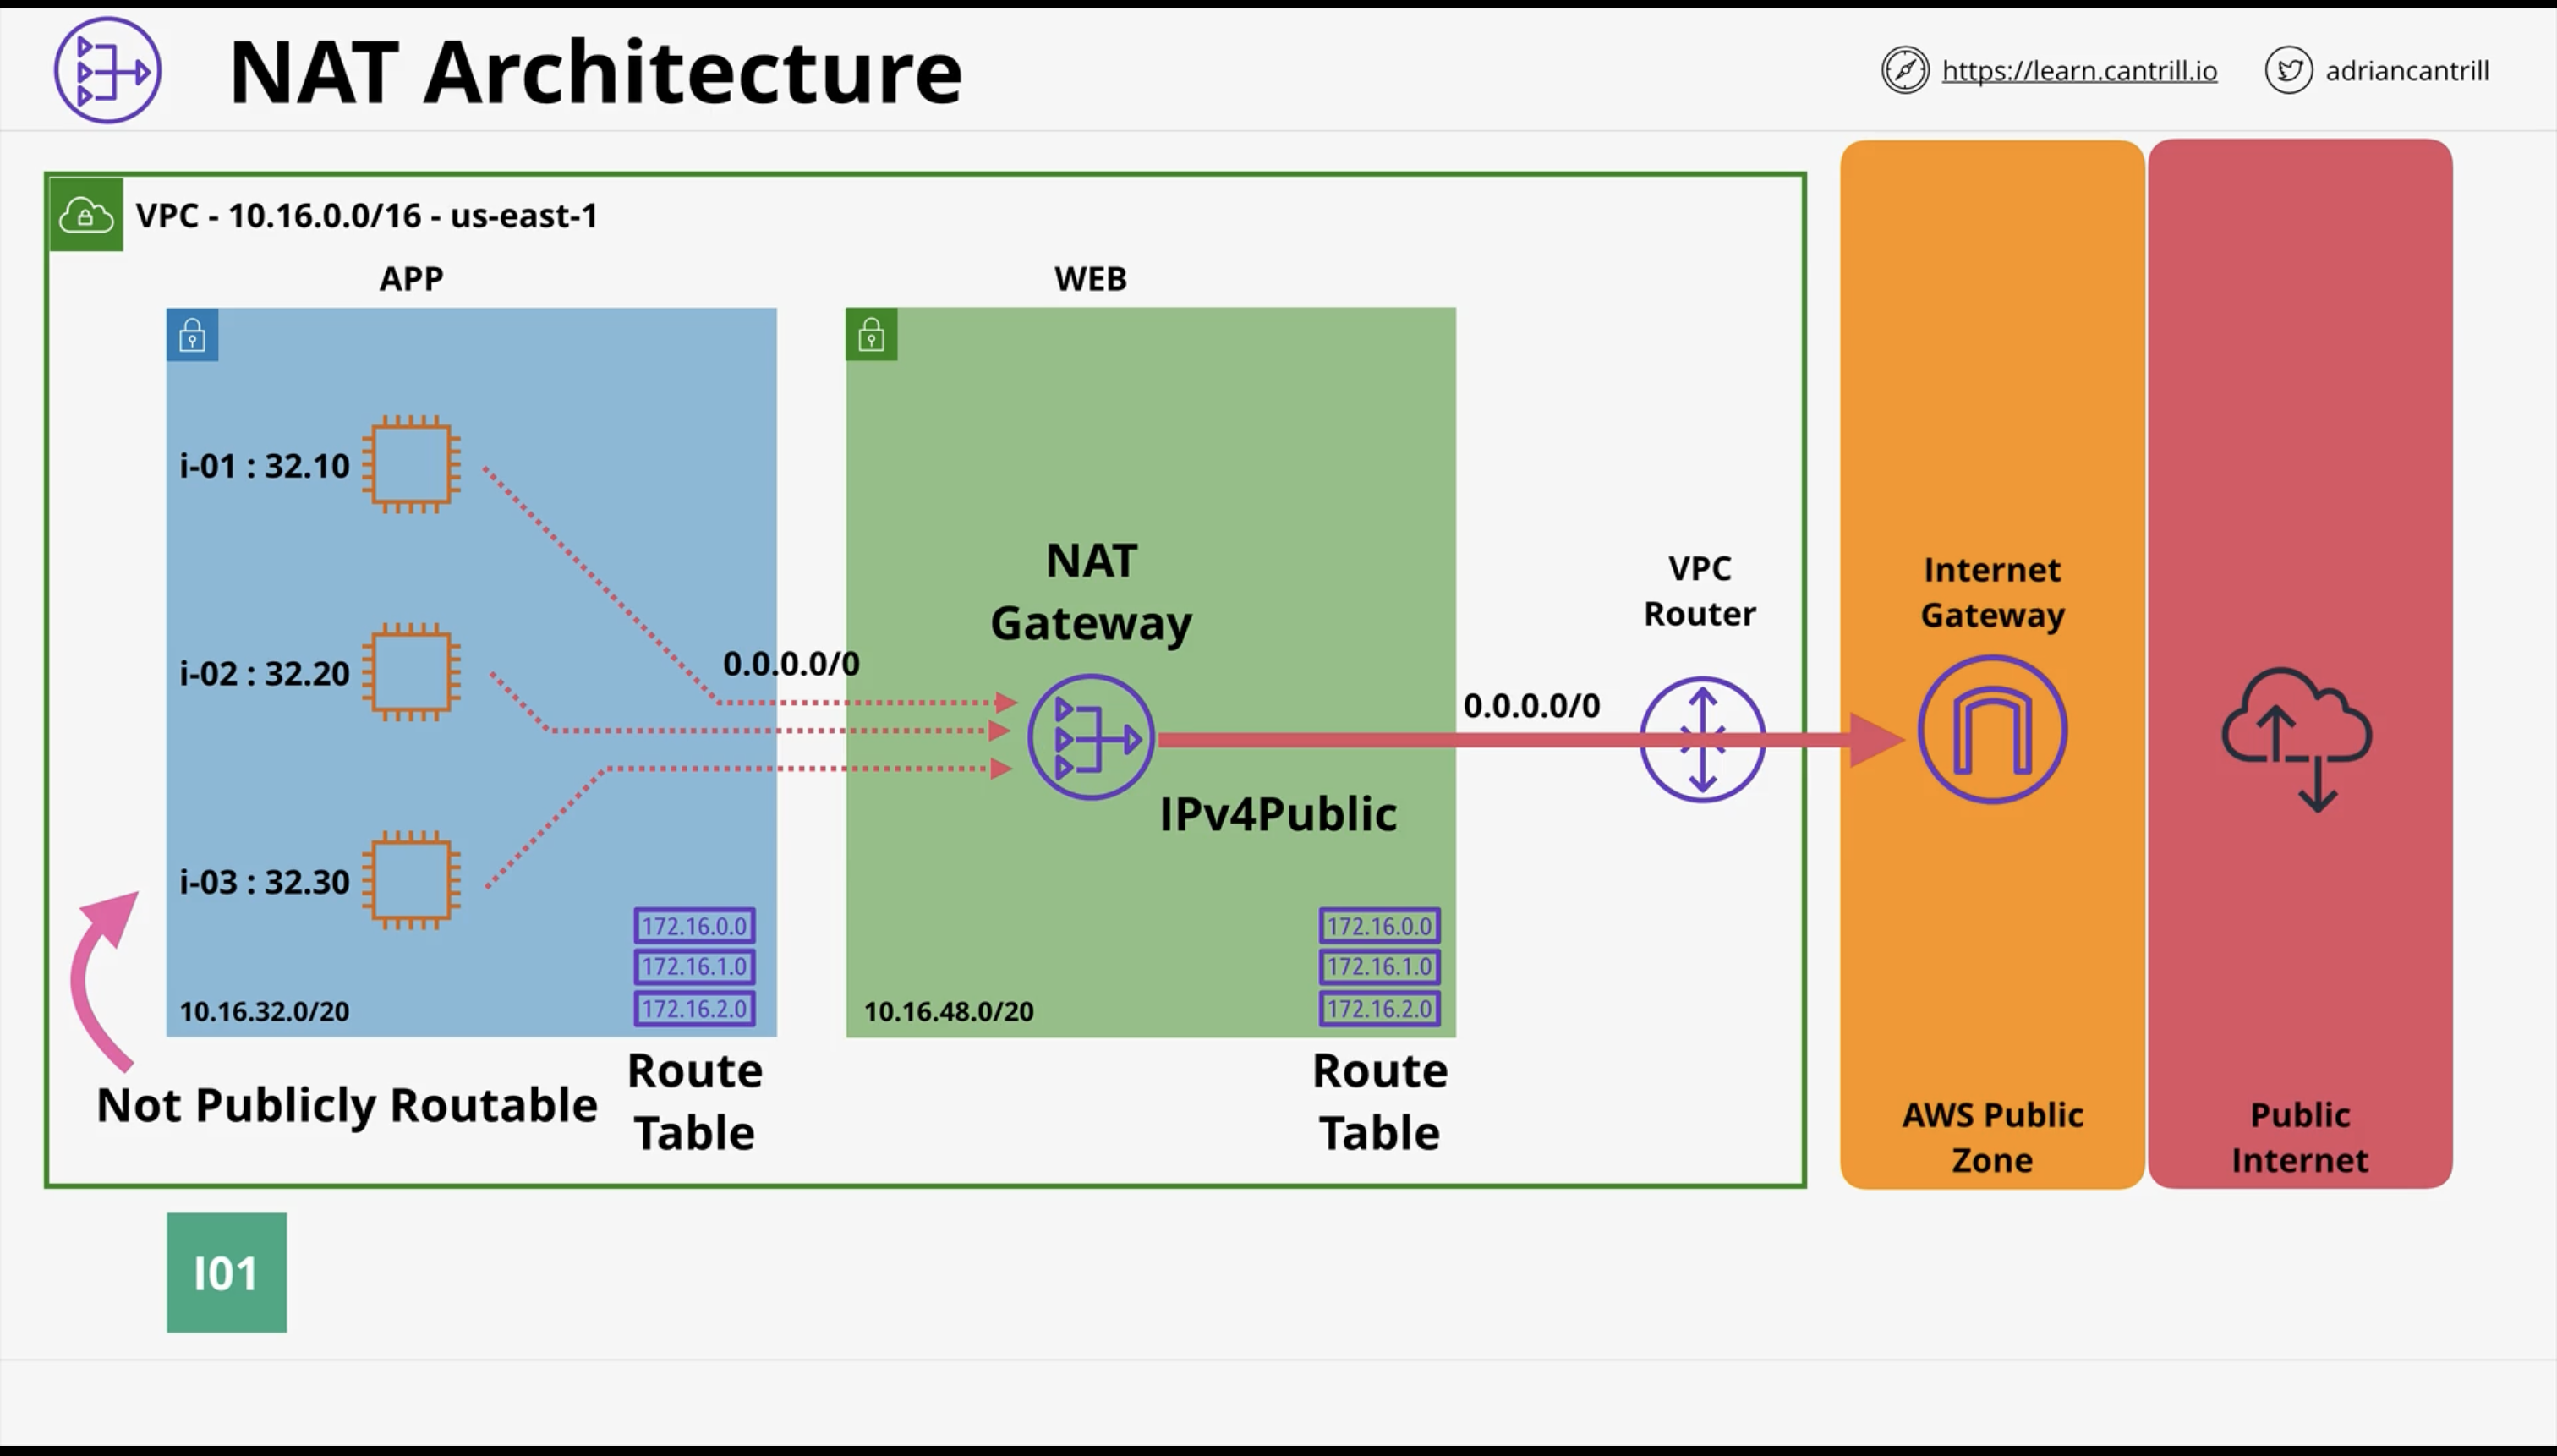 NAT Architecture
https://learn.cantrill.io
adriancantrill
VPC - 10.16.0.0/16 - us-east-1
APP
WEB
i-01 : 32.10
i-02 : 32.20
i-03 : 32.30
0.0.0.0/0
NAT
Gateway
IPv4Public
0.0.0.0/0
VPC
Router
Internet
Gateway
172.16.0.0
172.16.1.0
172.16.2.0
10.16.32.0/20
172.16.0.0
172.16.1.0
172.16.2.0
10.16.48.0/20
Not Publicly Routable
Route
Table
Route
Table
AWS Public
Zone
Public
Internet
I01